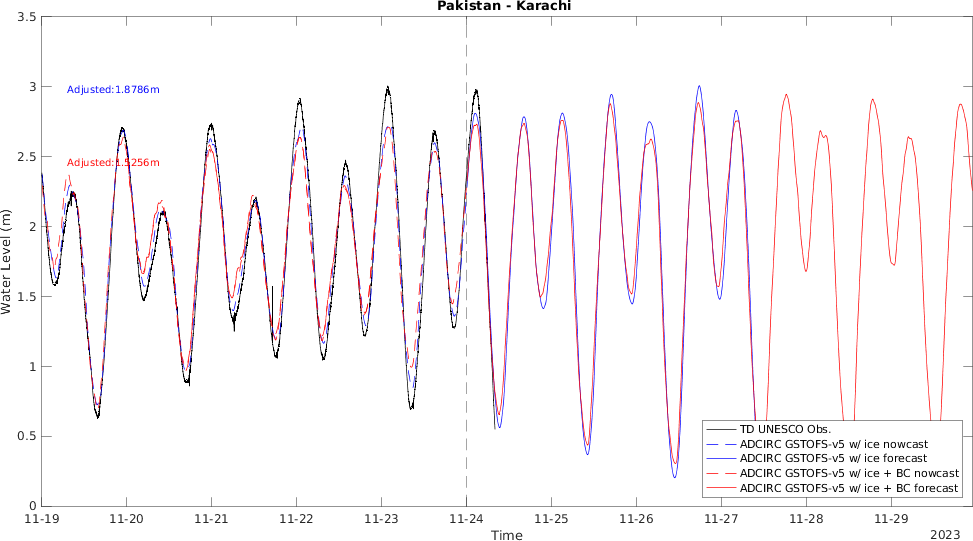 Pakistan - Karachi
3.5
3
2.5
2
1.5
1
0.5
0
Water Level (m)
Adjusted:1.8786m
Adjusted:1.5256m
TD UNESCO Obs.
ADCIRC GSTOFS-v5 w/ ice nowcast
ADCIRC GSTOFS-v5 w/ ice forecast
ADCIRC GSTOFS-v5 w/ ice + BC nowcast
ADCIRC GSTOFS-v5 w/ ice + BC forecast
11-19 11-20 11-21 11-22 11-23 11-24 11-25 11-26 11-27 11-28 11-29
Time
2023